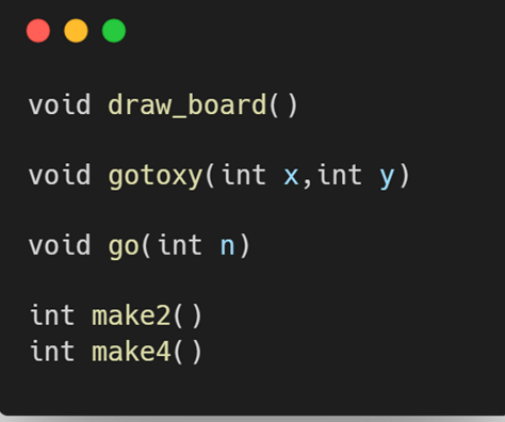 void draw_board()
void gotoxy(int x,int y)
void go(int n)
int make2()
int make4()